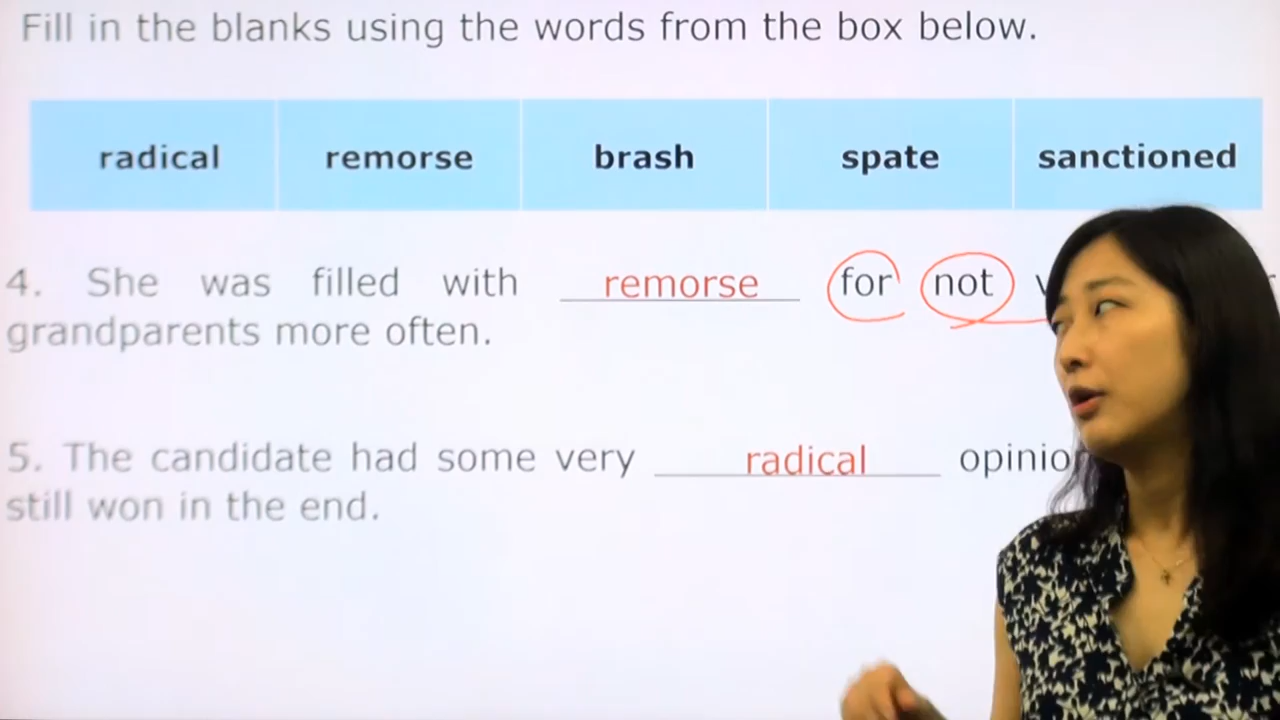 Fill in the blanks using the words from the box below.
radical remorse brash spate sanctioned
4. She was filled with remorse for not
grandparents more often.
5. The candidate had some very radical
still won in the end.